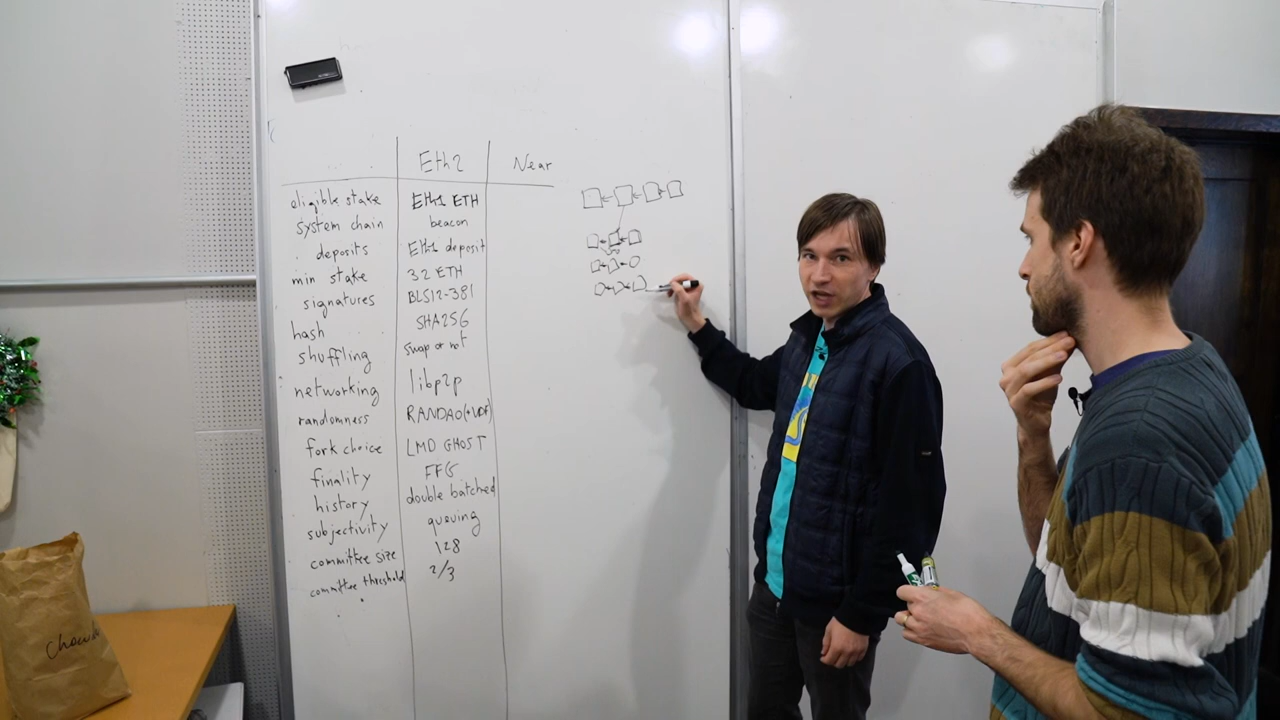 Eth2 Near
eligible stake Eth1 ETH
system chain beacon
deposits Eth1 deposit
min stake 32 ETH
signatures BLS12-381
hash SHA256
shuffling swap or not
networking libp2p
randomness RANDAO(+VDF)
fork choice LMD GHOST
finality FFG
history double batched
subjectivity queuing
committee size 128
committee threshold 2/3